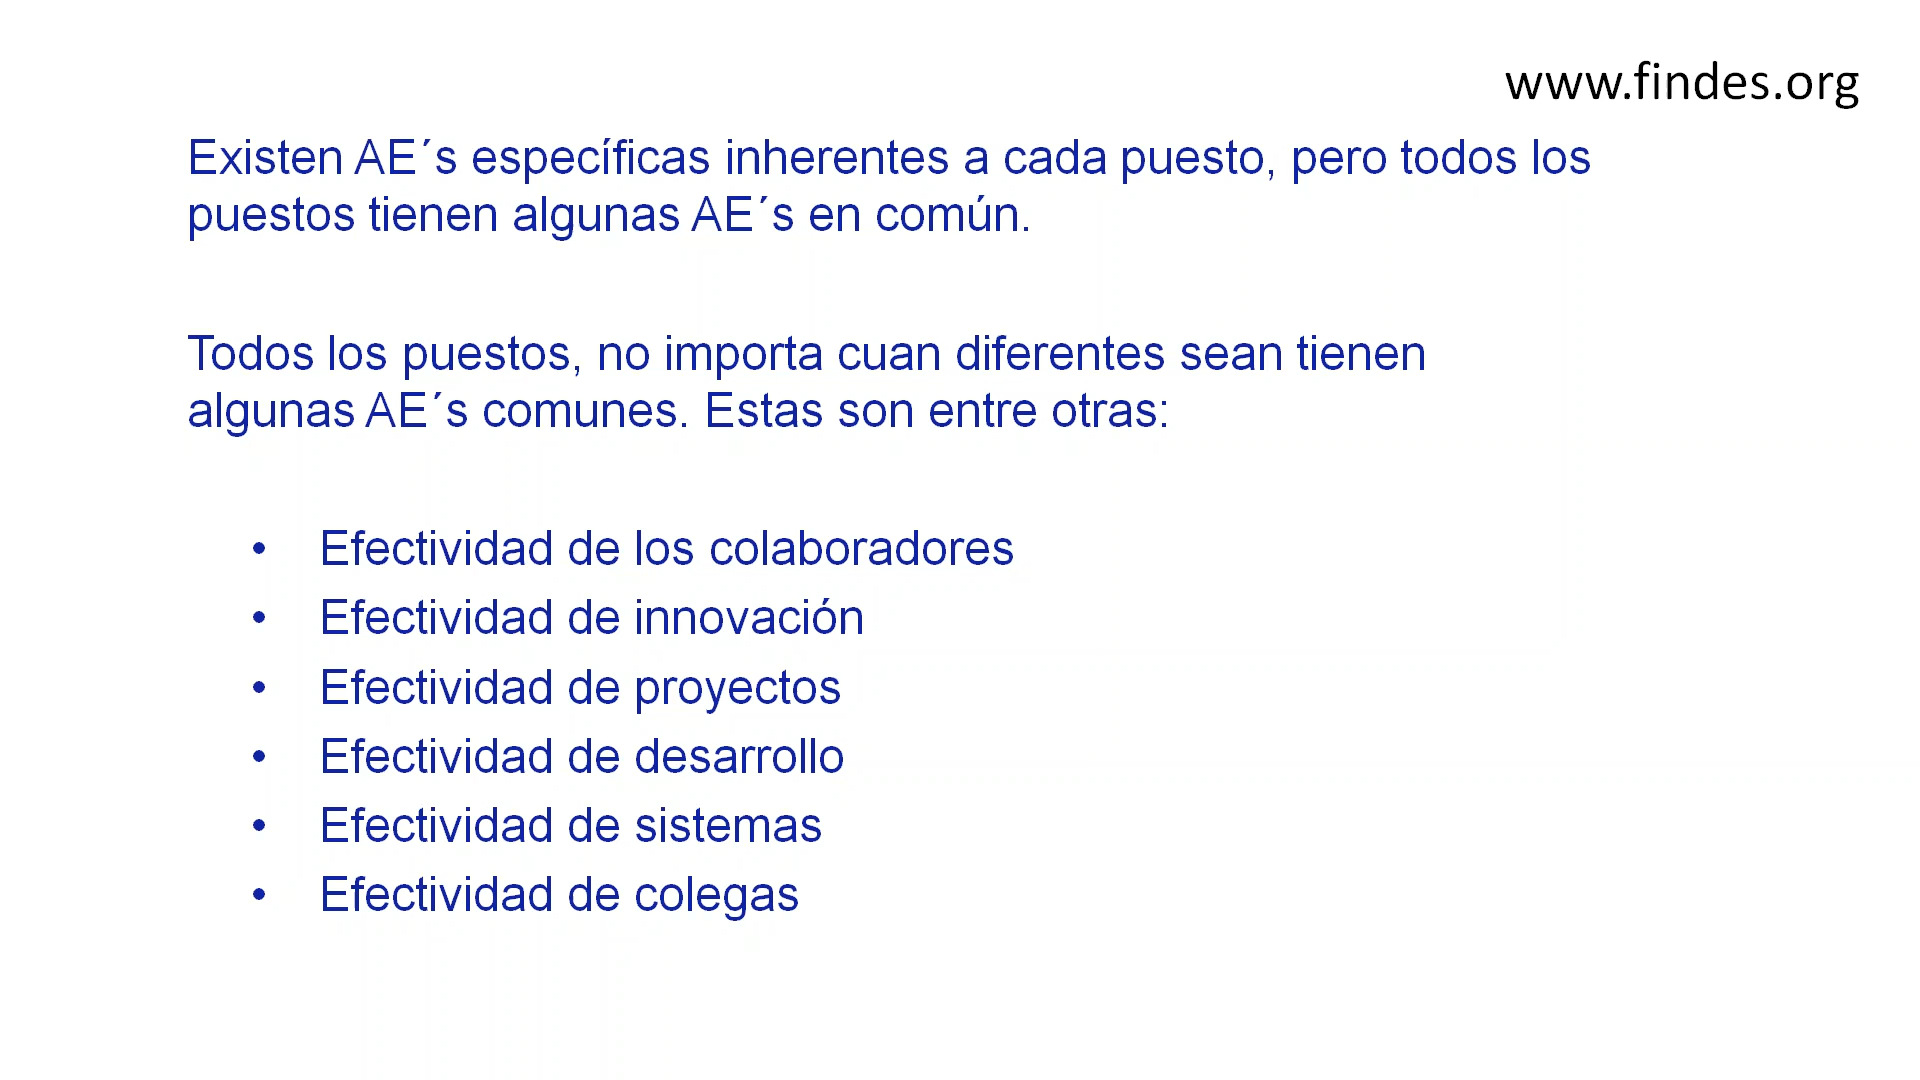 www.findes.org
Existen AE´s específicas inherentes a cada puesto, pero todos los
puestos tienen algunas AE´s en común.
Todos los puestos, no importa cuan diferentes sean tienen
algunas AE´s comunes. Estas son entre otras:
• Efectividad de los colaboradores
• Efectividad de innovación
• Efectividad de proyectos
• Efectividad de desarrollo
• Efectividad de sistemas
• Efectividad de colegas